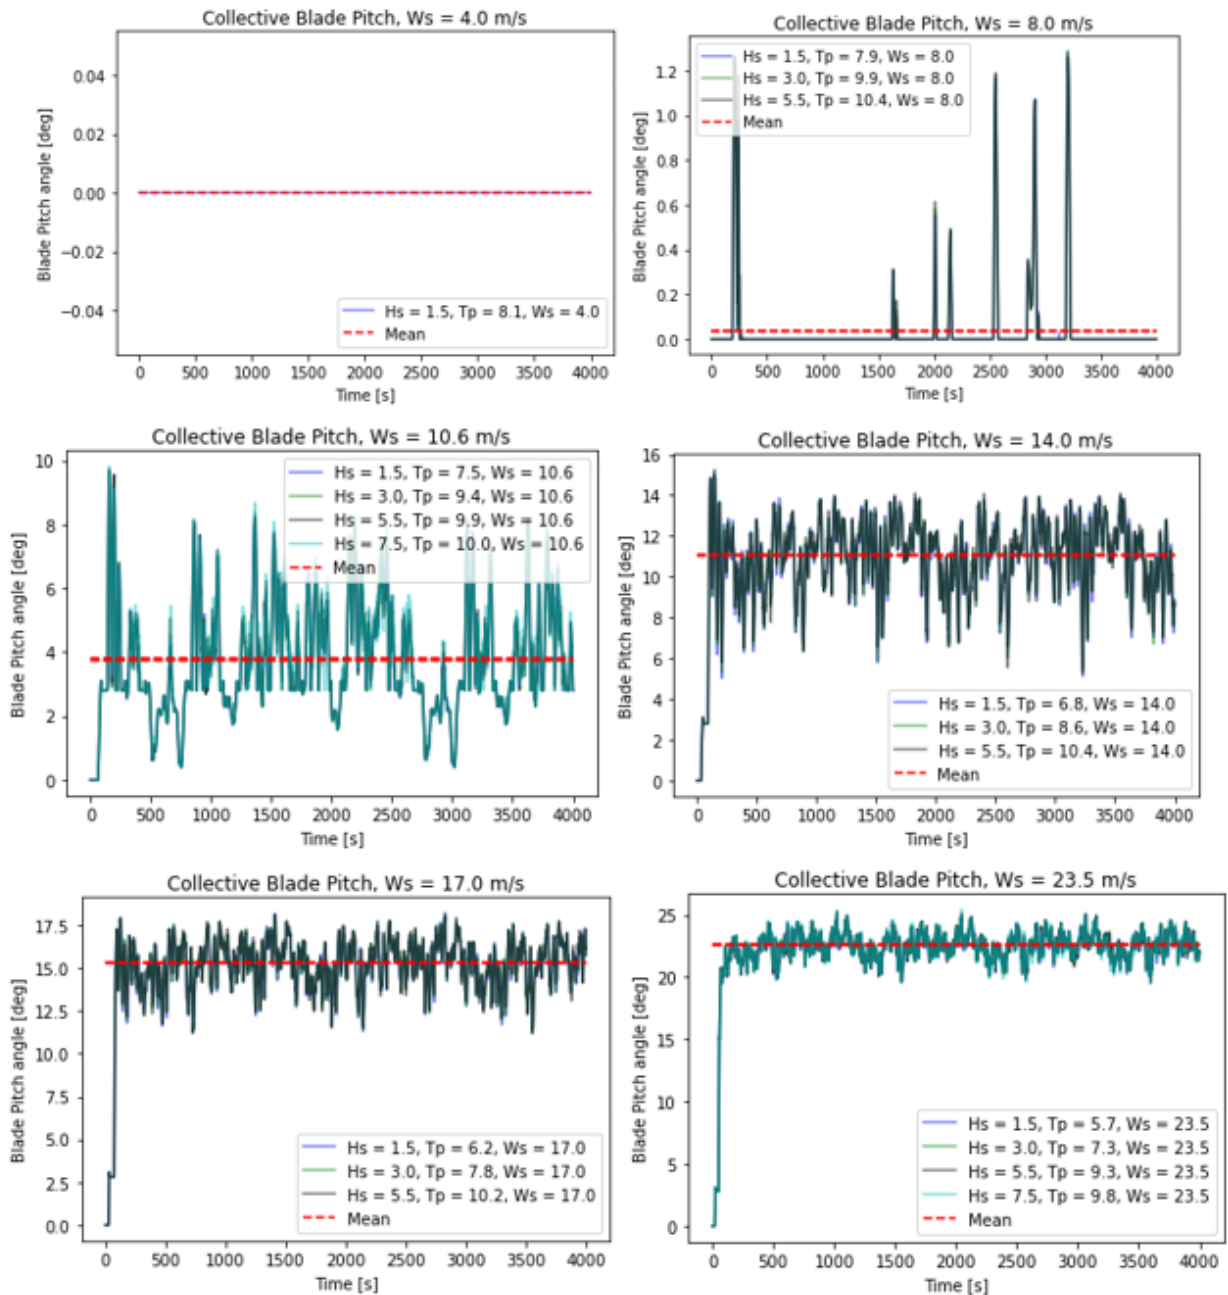 Collective Blade Pitch, Ws = 4.0 m/s
Blade Pitch angle [deg]
0.04
0.02
0.00
−0.02
−0.04
Hs = 1.5, Tp = 8.1, Ws = 4.0
Mean
0 500 1000 1500 2000 2500 3000 3500 4000
Time [s]
Collective Blade Pitch, Ws = 8.0 m/s
Blade Pitch angle [deg]
Hs = 1.5, Tp = 7.9, Ws = 8.0
Hs = 3.0, Tp = 9.9, Ws = 8.0
Hs = 5.5, Tp = 10.4, Ws = 8.0
Mean
1.2
1.0
0.8
0.6
0.4
0.2
0.0
0 500 1000 1500 2000 2500 3000 3500 4000
Time [s]
Collective Blade Pitch, Ws = 10.6 m/s
Blade Pitch angle [deg]
Hs = 1.5, Tp = 7.5, Ws = 10.6
Hs = 3.0, Tp = 9.4, Ws = 10.6
Hs = 5.5, Tp = 9.9, Ws = 10.6
Hs = 7.5, Tp = 10.0, Ws = 10.6
Mean
10
8
6
4
2
0
0 500 1000 1500 2000 2500 3000 3500 4000
Time [s]
Collective Blade Pitch, Ws = 14.0 m/s
Blade Pitch angle [deg]
16
14
12
10
8
6
4
2
0
Hs = 1.5, Tp = 6.8, Ws = 14.0
Hs = 3.0, Tp = 8.6, Ws = 14.0
Hs = 5.5, Tp = 10.4, Ws = 14.0
Mean
0 500 1000 1500 2000 2500 3000 3500 4000
Time [s]
Collective Blade Pitch, Ws = 17.0 m/s
Blade Pitch angle [deg]
17.5
15.0
12.5
10.0
7.5
5.0
2.5
0.0
Hs = 1.5, Tp = 6.2, Ws = 17.0
Hs = 3.0, Tp = 7.8, Ws = 17.0
Hs = 5.5, Tp = 10.2, Ws = 17.0
Mean
0 500 1000 1500 2000 2500 3000 3500 4000
Time [s]
Collective Blade Pitch, Ws = 23.5 m/s
Blade Pitch angle [deg]
25
20
15
10
5
0
Hs = 1.5, Tp = 5.7, Ws = 23.5
Hs = 3.0, Tp = 7.3, Ws = 23.5
Hs = 5.5, Tp = 9.3, Ws = 23.5
Hs = 7.5, Tp = 9.8, Ws = 23.5
Mean
0 500 1000 1500 2000 2500 3000 3500 4000
Time [s]